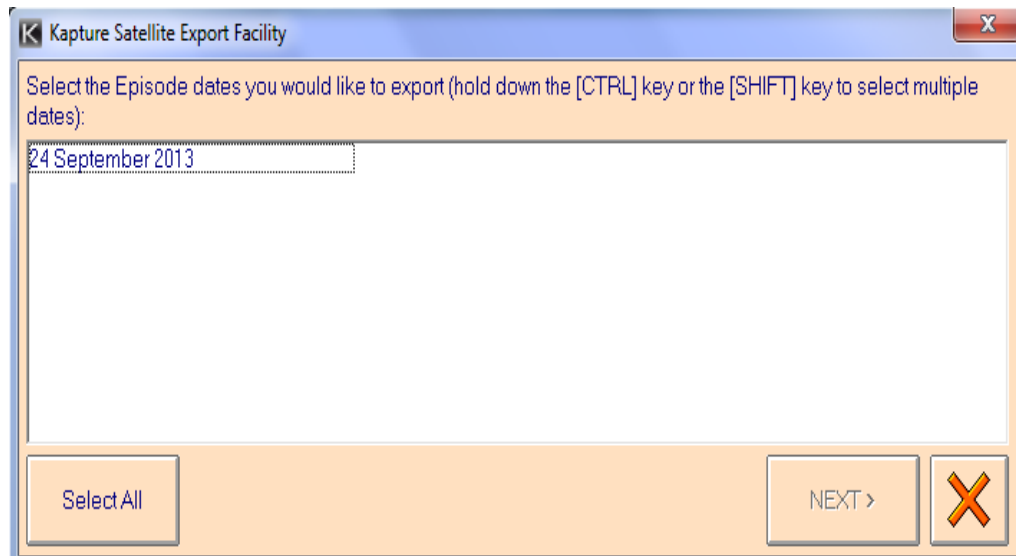 K Kapture Satellite Export Facility
X
Select the Episode dates you would like to export (hold down the [CTRL] key or the [SHIFT] key to select multiple
dates):
24 September 2013
Select All
NEXT >